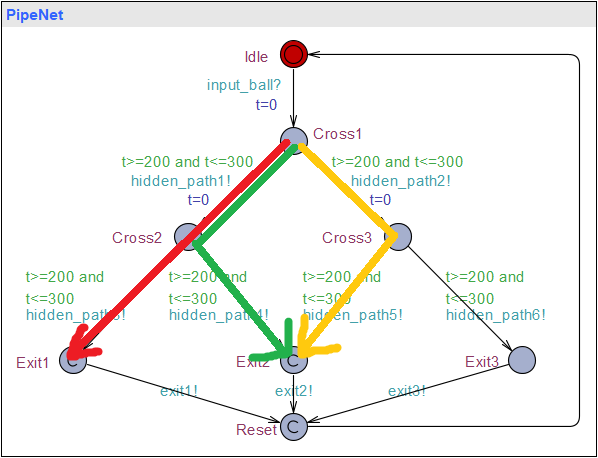 PipeNet
Idle
input_ball?
t=0
Cross1
t>=200 and t<=300
t>=200 and t<=300
hidden_path1!
hidden_path2!
t=0
t=0
Cross2
Cross3
t>=200 and
t>=200 and
t>=200 and
t>=200 and
t<=300
t<=300
t<=300
t<=300
hidden_path3!
hidden_path4!
hidden_path5!
hidden_path6!
Exit1
C
Exit2
C
Exit3
exit1!
exit2!
exit3!
Reset
C